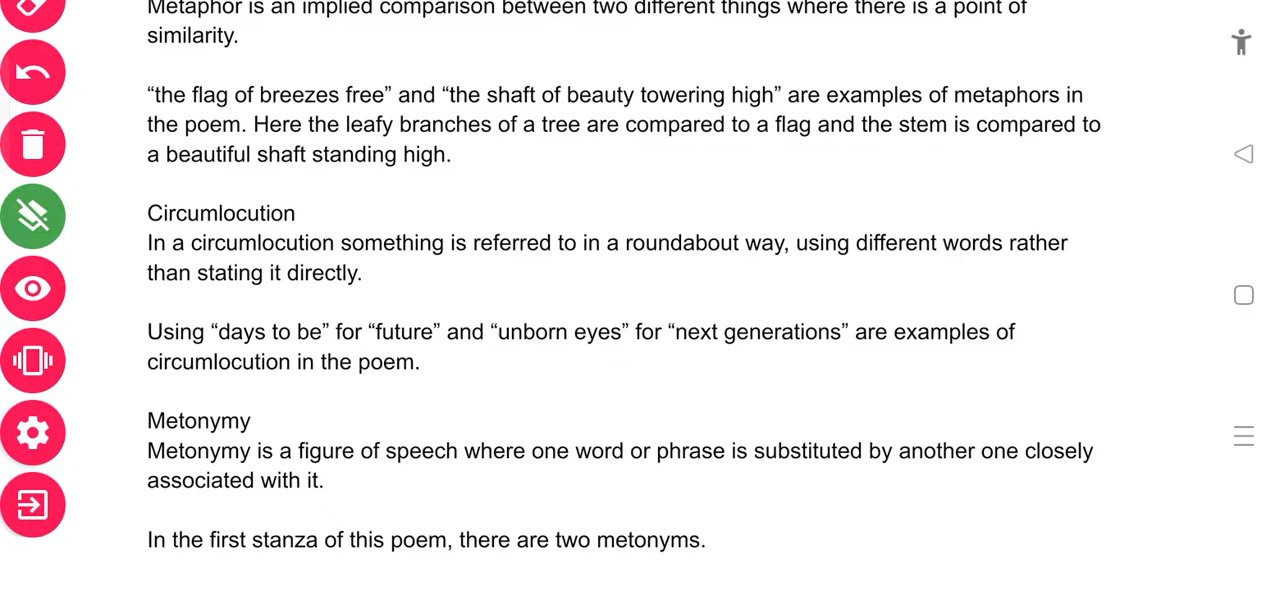 Metaphor is an implied comparison between two different things where there is a point of
similarity.
“the flag of breezes free” and “the shaft of beauty towering high” are examples of metaphors in
the poem. Here the leafy branches of a tree are compared to a flag and the stem is compared to
a beautiful shaft standing high.
Circumlocution
In a circumlocution something is referred to in a roundabout way, using different words rather
than stating it directly.
Using “days to be” for “future” and “unborn eyes” for “next generations” are examples of
circumlocution in the poem.
Metonymy
Metonymy is a figure of speech where one word or phrase is substituted by another one closely
associated with it.
In the first stanza of this poem, there are two metonyms.